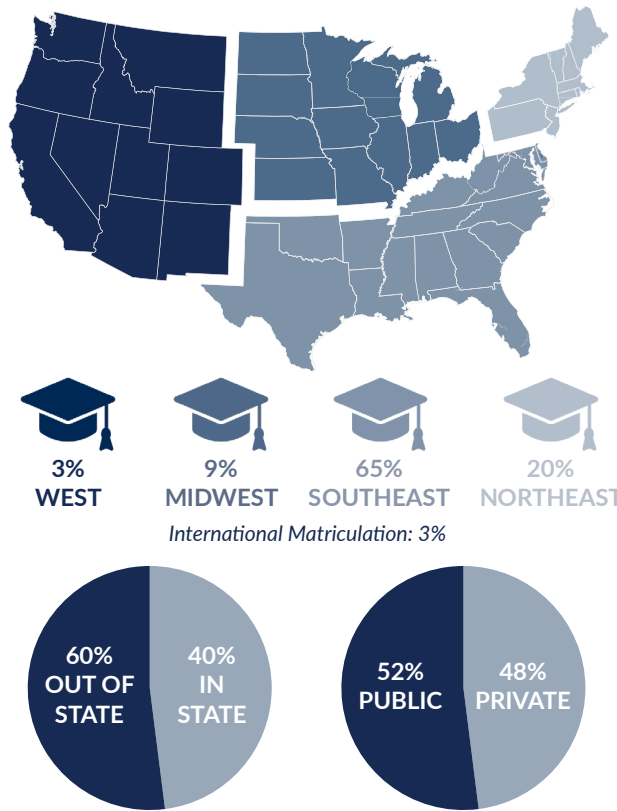 3%
WEST
9%
MIDWEST
65%
SOUTHEAST
20%
NORTHEAST
International Matriculation: 3%
60%
OUT OF
STATE
40%
IN
STATE
52%
PUBLIC
48%
PRIVATE